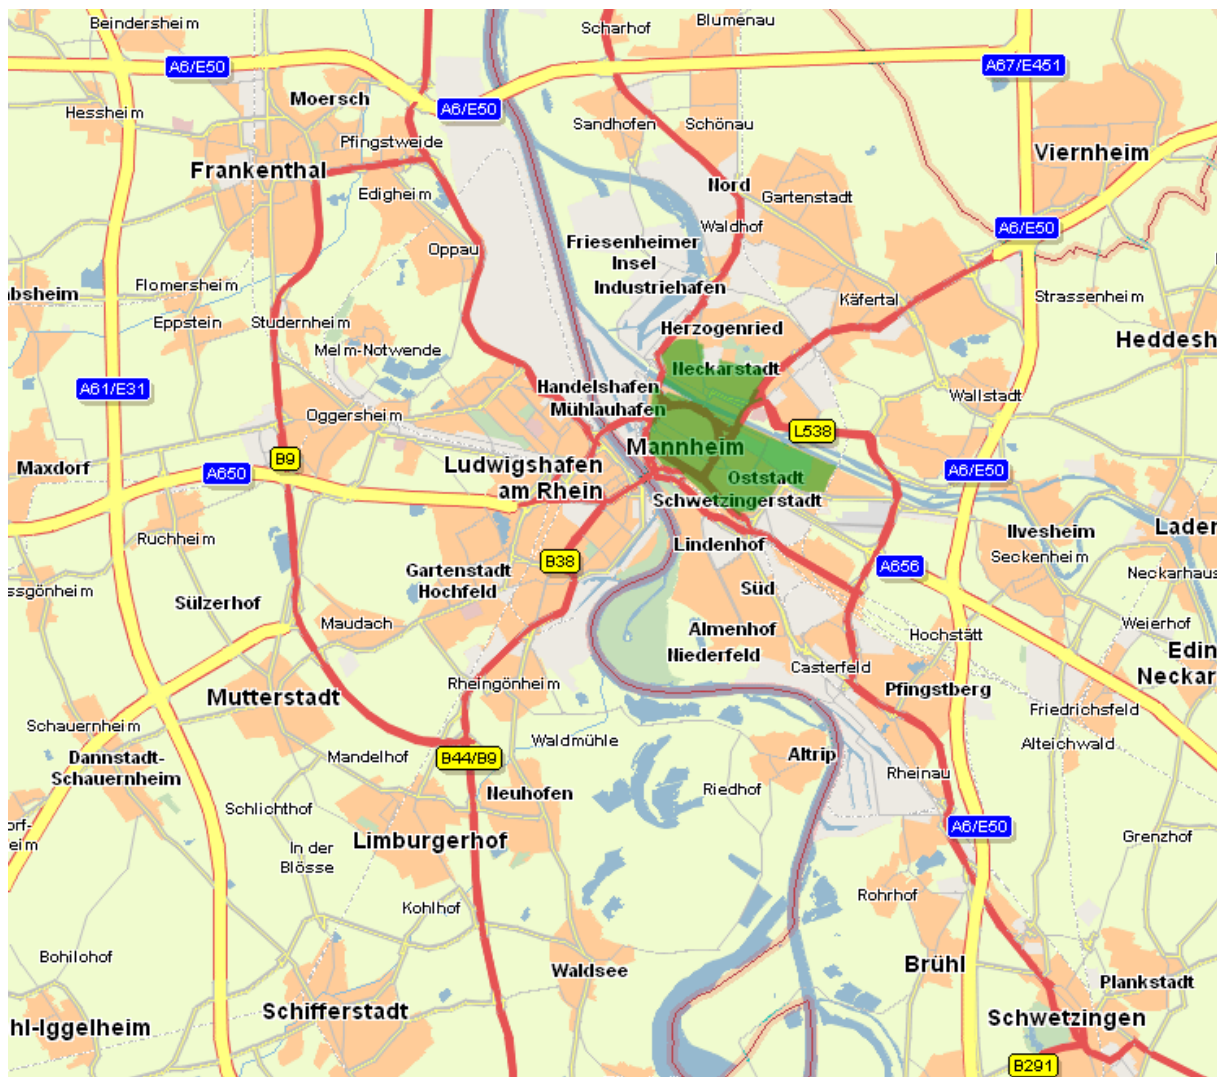 Beindersheim
Scharhof
Blumenau
A6/E50
A67/E451
Moersch
A6/E50
Hessheim
Sandhofen
Schönau
Pfingstweide
Viernheim
Frankenthal
Nord
Edigheim
Gartenstadt
Waldhof
A6/E50
Friesenheimer
Insel
Oppau
Flomersheim
Industriehafen
absheim
Käfertal
Strassenheim
Eppstein
Studernheim
Herzogenried
Heddesh
Melm-Notwende
Neckarstadt
A61/E31
Handelshafen
Wallstadt
Mühlauhafen
Oggersheim
L538
Mannheim
B9
Maxdorf
A650
Ludwigshafen
am Rhein
A6/E50
Oststadt
Schwetzingerstadt
Laden
Ruchheim
Lindenhof
Ilvesheim
Seckenheim
B38
A656
Gartenstadt
Hochfeld
Neckarhaus
ssgönheim
Süd
Sülzerhof
Maudach
Almenhof
Hochstätt
Weierhof
Niederfeld
Edin
Neckar
Casterfeld
Rheingönheim
Pfingstberg
Mutterstadt
Friedrichsfeld
Schauernheim
Waldmühle
Alteichwald
Dannstadt-
Schauernheim
Mandelhof
B44/B9
Altrip
Rheinau
Neuhofen
Riedhof
Schlichthof
A6/E50
orf-
eim
Limburgerhof
Grenzhof
In der
Blösse
Rohrhof
Kohlhof
Bohilohof
Waldsee
Brühl
Plankstadt
Schifferstadt
hl-Iggelheim
Schwetzingen
B291